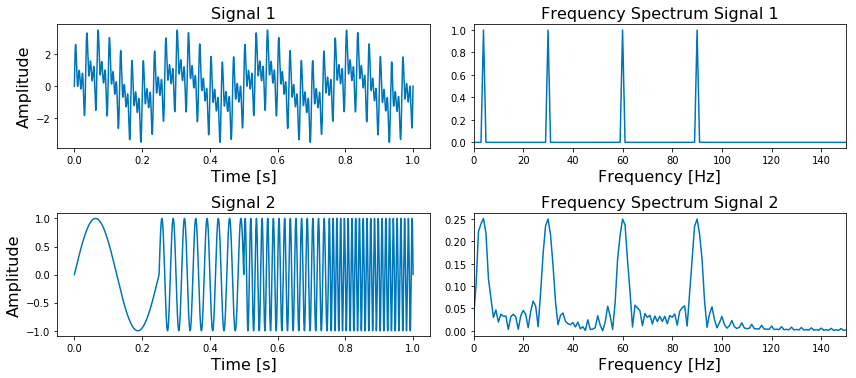 Signal 1
Amplitude
2
0
−2
0.0 0.2 0.4 0.6 0.8 1.0
Time [s]
Frequency Spectrum Signal 1
1.0
0.8
0.6
0.4
0.2
0.0
0 20 40 60 80 100 120 140
Frequency [Hz]
Signal 2
Amplitude
1.0
0.5
0.0
−0.5
−1.0
0.0 0.2 0.4 0.6 0.8 1.0
Time [s]
Frequency Spectrum Signal 2
0.25
0.20
0.15
0.10
0.05
0.00
0 20 40 60 80 100 120 140
Frequency [Hz]